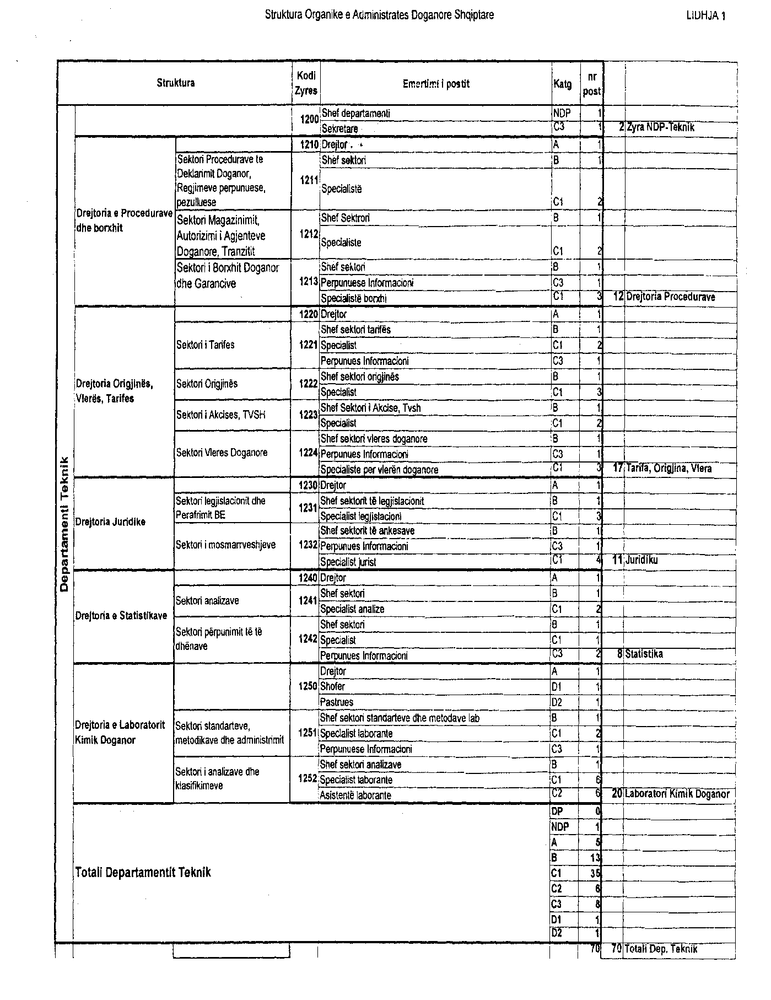 Struktura Organike e Administrates Doganore Shqiptare LIDHJA 1
Struktura Kodi Zyres Emertimi i postit Katg nr post
Departamenti Teknik
1200 Shef departamenti NDP 1
Sekretare C3 1 2 Zyra NDP-Teknik
Drejtoria e Procedurave dhe borxhit
1210 Drejtor A 1
Sektori Procedurave te Deklarimit Doganor, Regjimeve perpunuese, pezulluese
1211 Shef sektori B 1
Specialistë C1 2
Sektori Magazinimit, Autorizimi i Agjenteve Doganore, Tranzitit
1212 Shef Sektrori B 1
Specialiste C1 2
Sektori i Borxhit Doganor dhe Garancive
1213 Shef sektori B 1
Perpunuese Informacioni C3 1
Specialistë borxhi C1 3 12 Drejtoria Procedurave
Drejtoria Origjinës, Vlerës, Tarifes
1220 Drejtor A 1
Sektori i Tarifes
1221 Shef sektori tarifës B 1
Specialist C1 2
Perpunues Informacioni C3 1
Sektori Origjinës
1222 Shef sektori origjinës B 1
Specialist C1 3
Sektori i Akcises, TVSH
1223 Shef Sektori i Akcise, Tvsh B 1
Specialist C1 2
Sektori Vleres Doganore
1224 Shef sektori vleres doganore B 1
Perpunues Informacioni C3 1
Specialiste per vlerën doganore C1 3 17 Tarifa, Origjina, Vlera
Drejtoria Juridike
1230 Drejtor A 1
Sektori legjislacionit dhe Perafrimit BE
1231 Shef sektorit të legjislacionit B 1
Specialist legjistacioni C1 3
Sektori i mosmarrveshjeve
1232 Shef sektorit të ankesave B 1
Perpunues Informacioni C3 1
Specialist jurist C1 4 11 Juridiku
Drejtoria e Statistikave
1240 Drejtor A 1
Sektori analizave
1241 Shef sektori B 1
Specialist analize C1 2
Sektori përpunimit të të dhënave
1242 Shef sektori B 1
Specialist C1 1
Perpunues Informacioni C3 2 8 Statistika
Drejtoria e Laboratorit Kimik Doganor
1250 Drejtor A 1
Shofer D1 1
Pastrues D2 1
Sektori standarteve, metodikave dhe administrimit
1251 Shef sektori standarteve dhe metodave lab B 1
Specialist laborante C1 2
Perpunuese Informacioni C3 1
Sektori i analizave dhe klasifikimeve
1252 Shef sektori analizave B 1
Specialist laborante C1 6
Asistentë laborante C2 6 20 Laboratori Kimik Doganor
Totali Departamentit Teknik
DP 0
NDP 1
A 5
B 13
C1 35
C2 6
C3 8
D1 1
D2 1
70 70 Totali Dep. Teknik